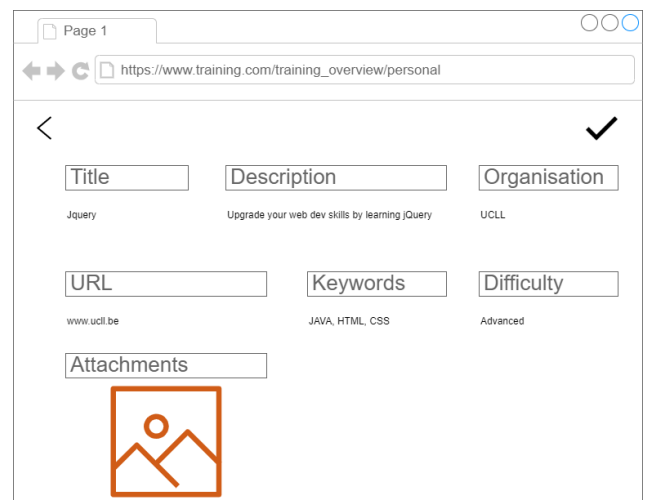 Page 1
https://www.training.com/training_overview/personal
Title Description Organisation
Jquery Upgrade your web dev skills by learning jQuery UCLL
URL Keywords Difficulty
www.ucll.be JAVA, HTML, CSS Advanced
Attachments